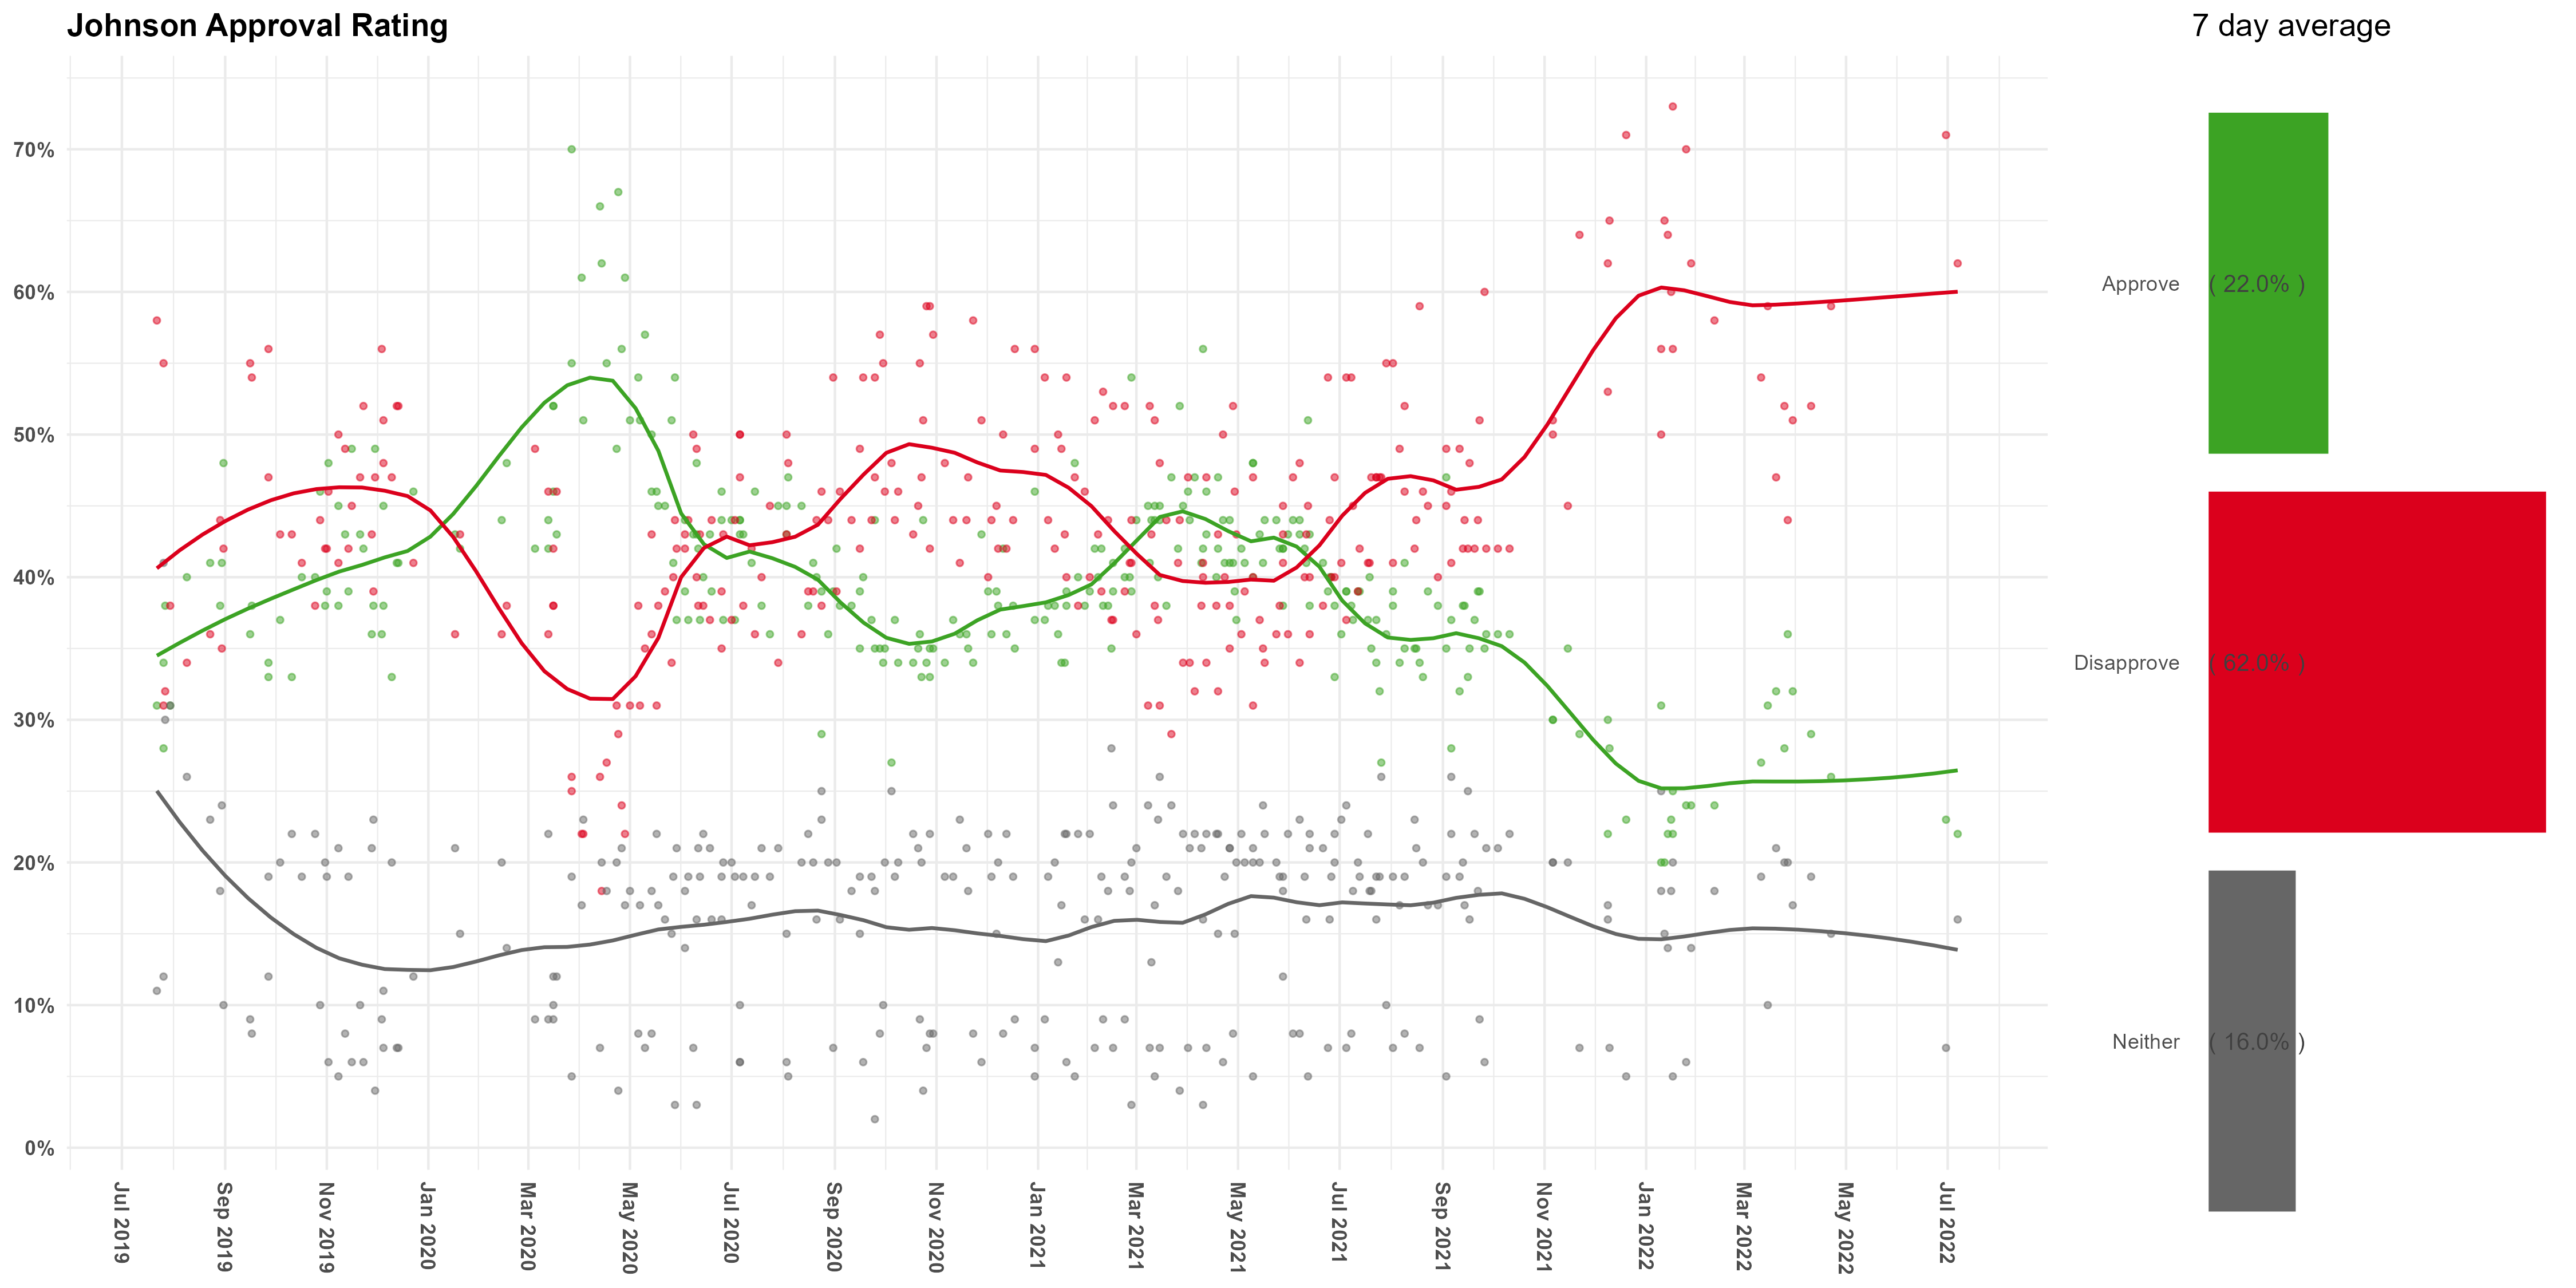 Johnson Approval Rating
70%
60%
50%
40%
30%
20%
10%
0%
Jul 2019
Sep 2019
Nov 2019
Jan 2020
Mar 2020
May 2020
Jul 2020
Sep 2020
Nov 2020
Jan 2021
Mar 2021
May 2021
Jul 2021
Sep 2021
Nov 2021
Jan 2022
Mar 2022
May 2022
Jul 2022
7 day average
Approve ( 22.0% )
Disapprove ( 62.0% )
Neither ( 16.0% )